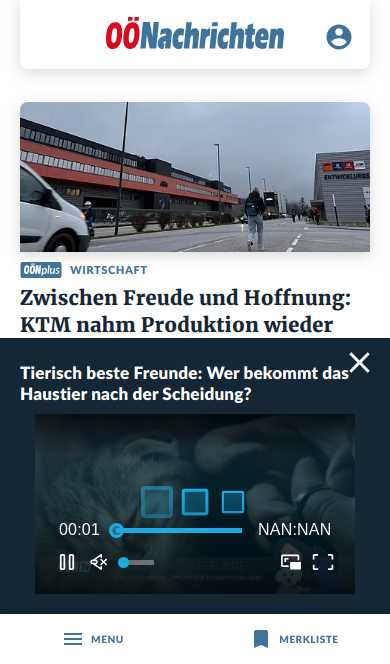 OÖNachrichten
ENTWICKLUNG
OÖNplus WIRTSCHAFT
Zwischen Freude und Hoffnung:
KTM nahm Produktion wieder
Tierisch beste Freunde: Wer bekommt das
Haustier nach der Scheidung?
00:01
NAN:NAN
MENU
MERKLISTE